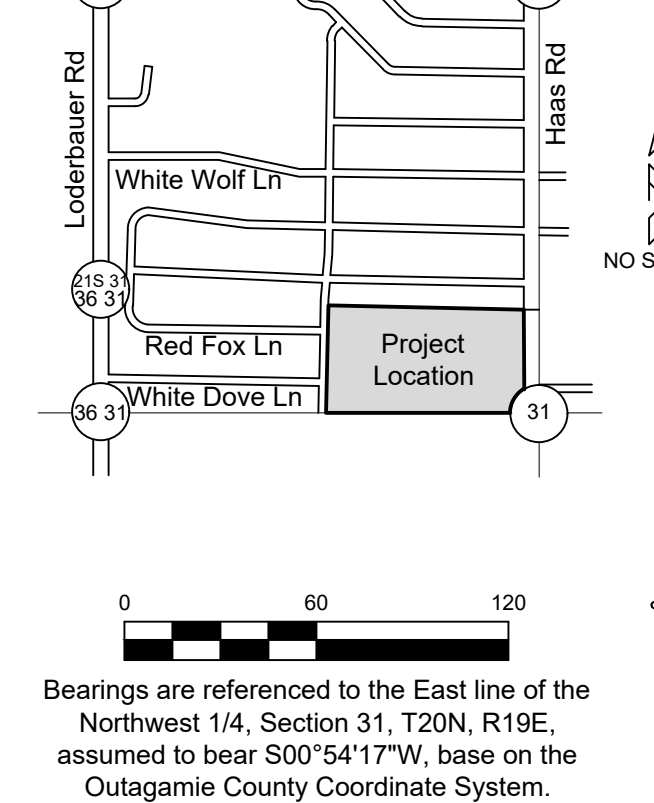 Loderbauer Rd
Haas Rd
White Wolf Ln
NO S
21S 31
36 31
Red Fox Ln
Project
Location
White Dove Ln
36 31
31
0 60 120
Bearings are referenced to the East line of the
Northwest 1/4, Section 31, T20N, R19E,
assumed to bear S00°54'17"W, base on the
Outagamie County Coordinate System.